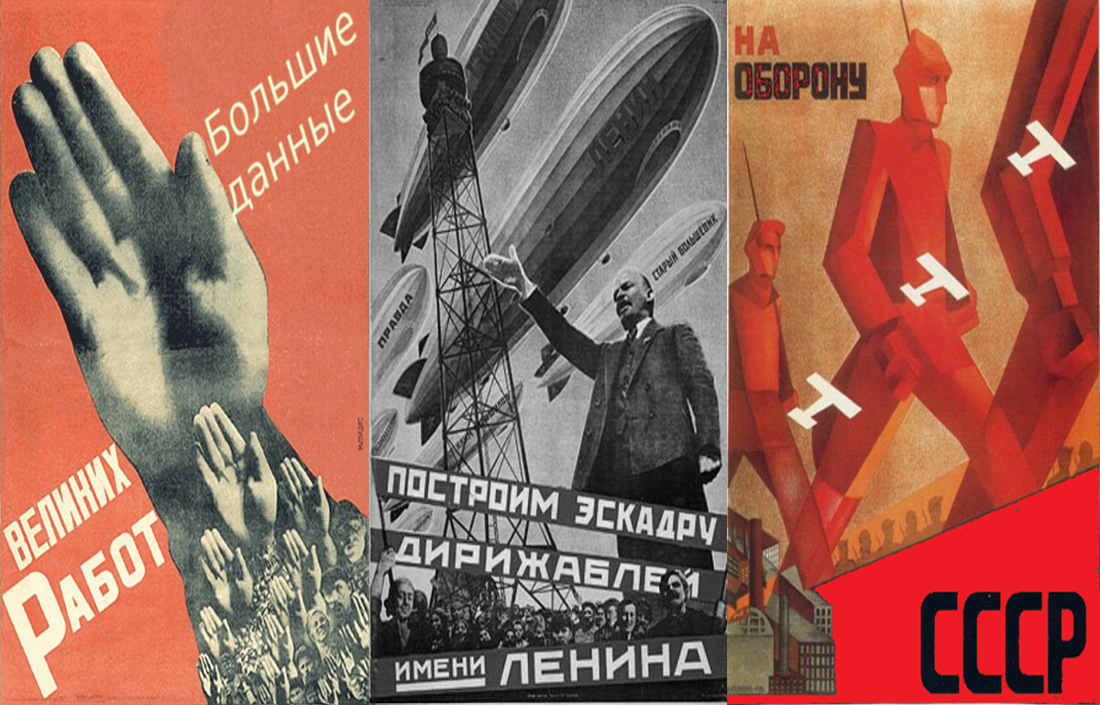 Большие
данные
ВЕЛИКИХ
РАБОТ
ЛЕНИН
СТАРЫЙ БОЛЬШЕВИК
ПРАВДА
ПОСТРОИМ ЭСКАДРУ
ДИРИЖАБЛЕЙ
ИМЕНИ ЛЕНИНА
НА
ОБОРОНУ
СССР